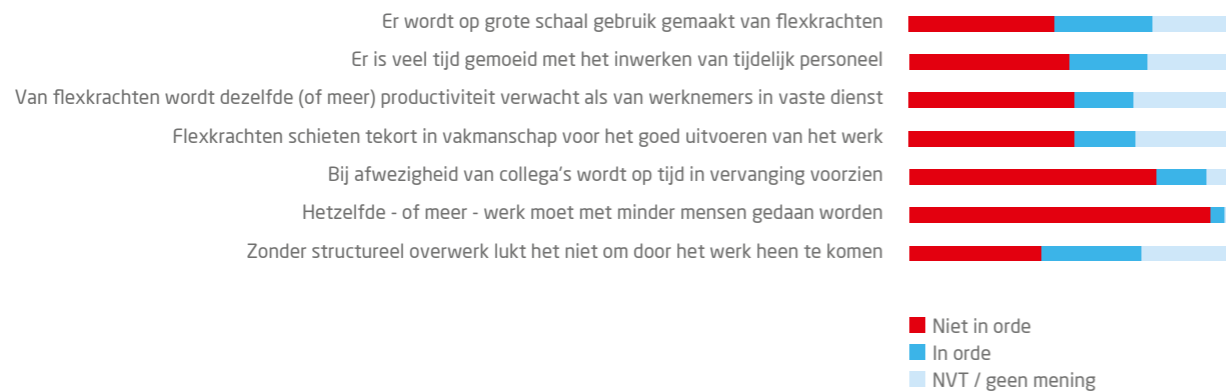 Er wordt op grote schaal gebruik gemaakt van flexkrachten
Er is veel tijd gemoeid met het inwerken van tijdelijk personeel
Van flexkrachten wordt dezelfde (of meer) productiviteit verwacht als van werknemers in vaste dienst
Flexkrachten schieten tekort in vakmanschap voor het goed uitvoeren van het werk
Bij afwezigheid van collega's wordt op tijd in vervanging voorzien
Hetzelfde - of meer - werk moet met minder mensen gedaan worden
Zonder structureel overwerk lukt het niet om door het werk heen te komen
Niet in orde
In orde
NVT / geen mening